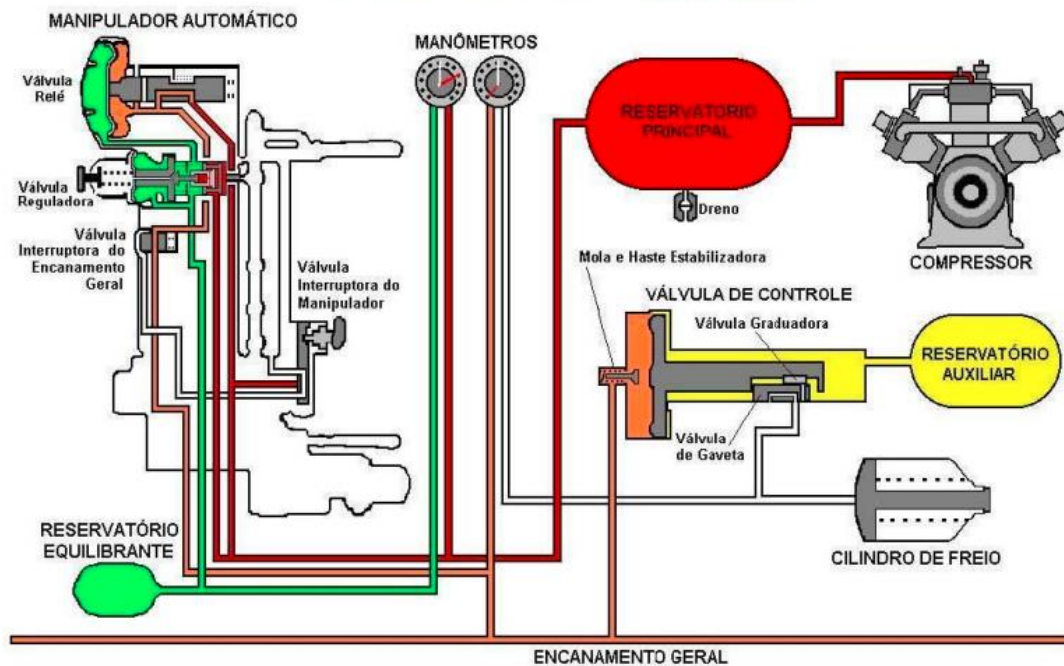 MANIPULADOR AUTOMÁTICO
Válvula
Relé
Válvula
Reguladora
Válvula
Interruptora do
Encanamento
Geral
Válvula
Interruptora do
Manipulador
MANÔMETROS
RESERVATÓRIO
PRINCIPAL
Dreno
COMPRESSOR
Mola e Haste Estabilizadora
VÁLVULA DE CONTROLE
Válvula Graduadora
RESERVATÓRIO
AUXILIAR
Válvula
de Gaveta
CILINDRO DE FREIO
RESERVATÓRIO
EQUILIBRANTE
ENCANAMENTO GERAL